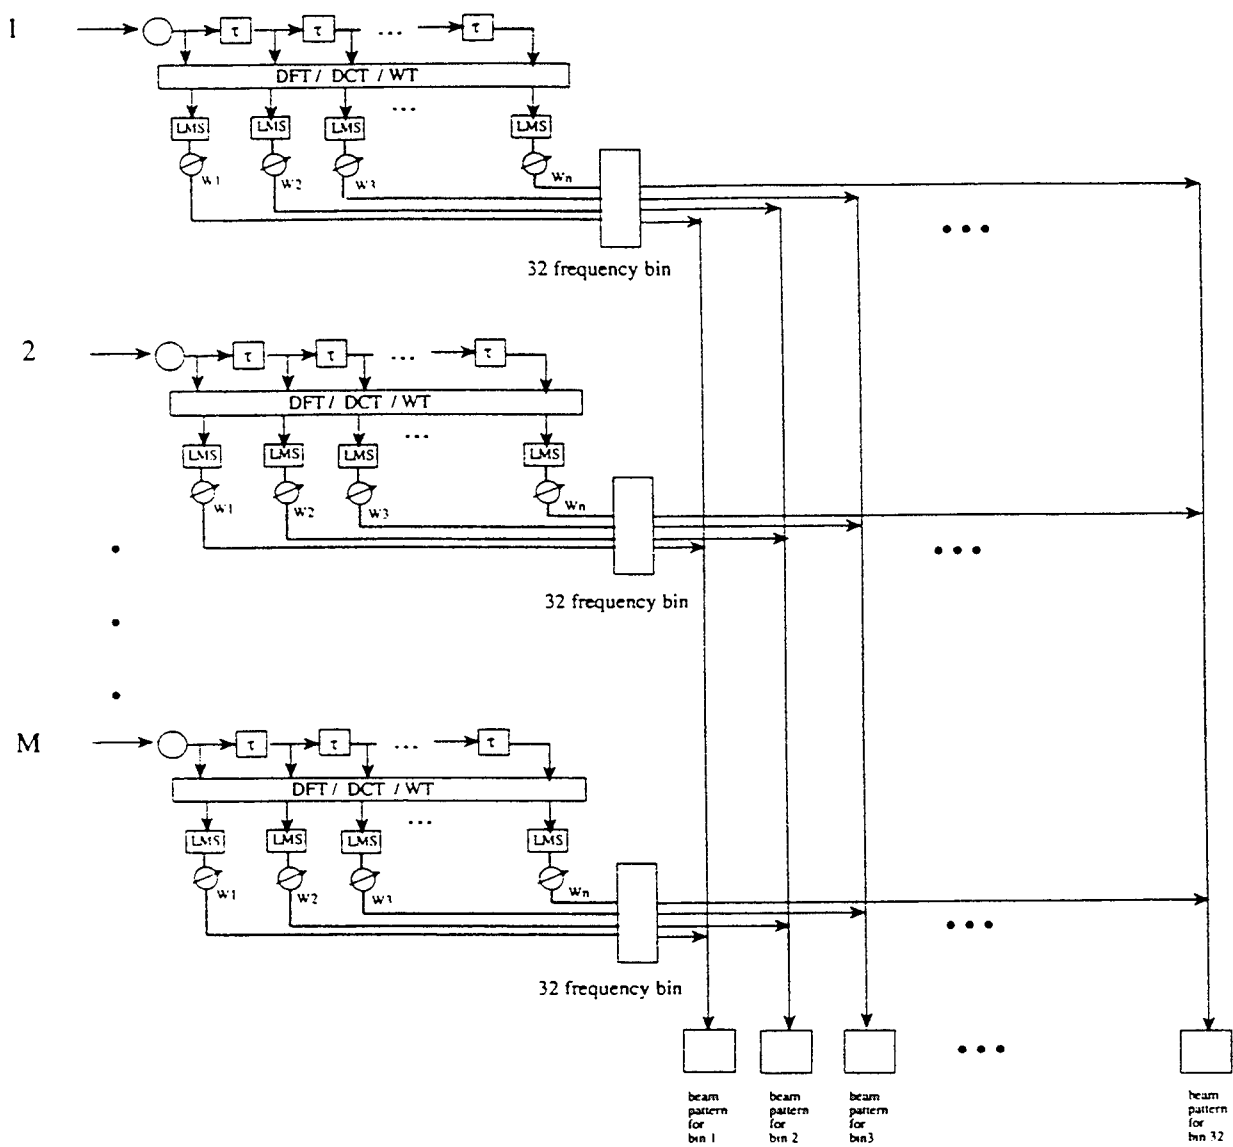 1
τ τ ... τ
DFT / DCT / WT
...
LMS LMS LMS LMS
W1 W2 W3 Wn
32 frequency bin
2
τ τ ... τ
DFT / DCT / WT
...
LMS LMS LMS LMS
W1 W2 W3 Wn
32 frequency bin
M
τ τ ... τ
DFT / DCT / WT
...
LMS LMS LMS LMS
W1 W2 W3 Wn
32 frequency bin
beam
pattern
for
bin 1
beam
pattern
for
bin 2
beam
pattern
for
bin3
beam
pattern
for
bin 32